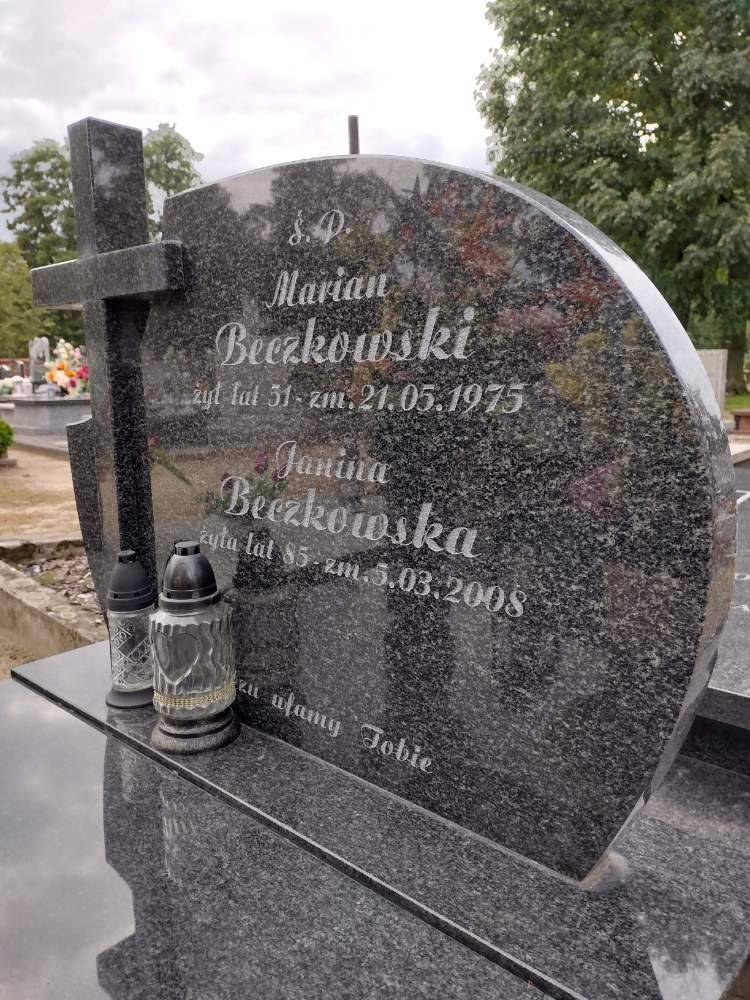 Ś.P.
Marian
Beczkowski
żył lat 51 - zm. 21.05.1975
Janina
Beczkowska
żyła lat 85 - zm. 5.03.2008
ufamy Tobie